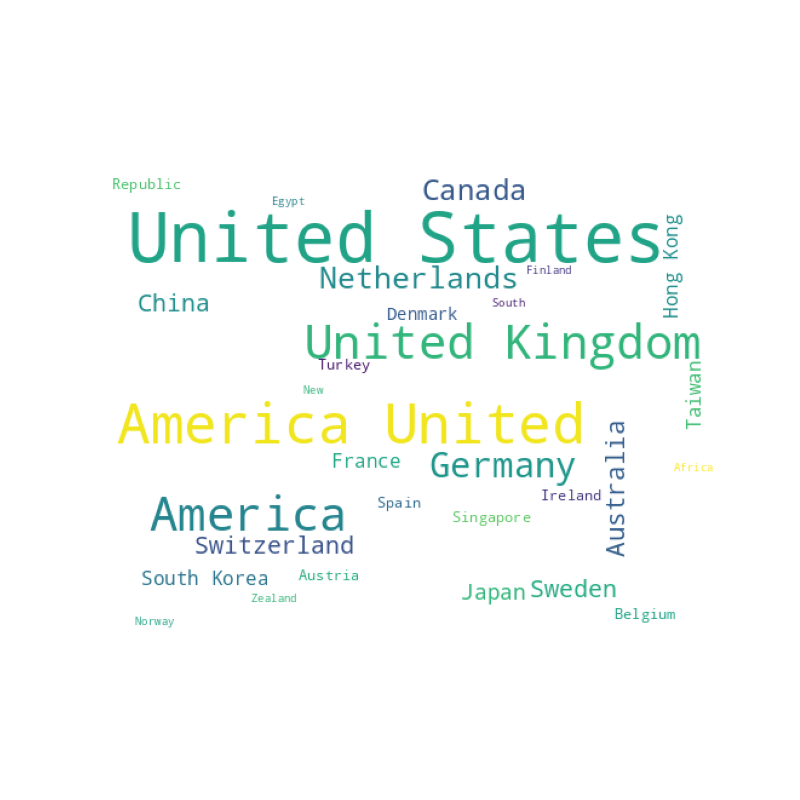 Republic
Canada
Egypt
United States
Hong Kong
Netherlands
Finland
China
South
Denmark
United Kingdom
Turkey
Taiwan
New
America United
Australia
France
Germany
Africa
Ireland
Spain
America
Singapore
Switzerland
South Korea
Austria
Japan
Sweden
Zealand
Belgium
Norway